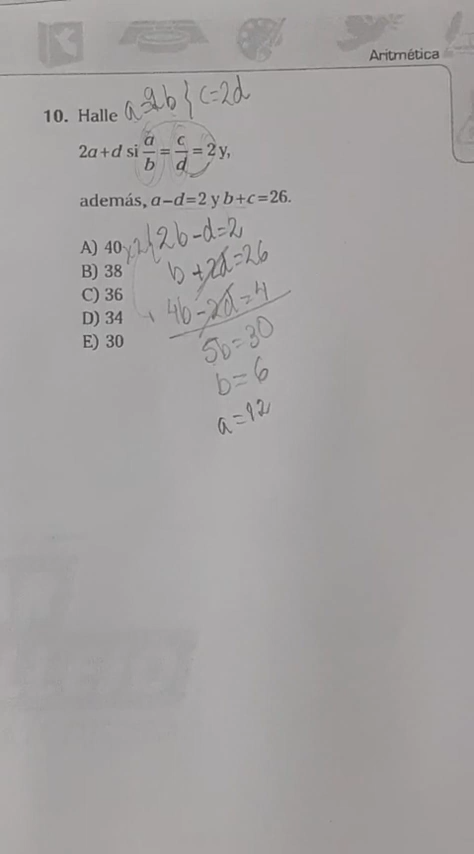 Aritmética
10. Halle a=2b { c=2d
2a+d si a/b = c/d = 2 y,
además, a-d=2 y b+c=26.
A) 40
B) 38
C) 36
D) 34
E) 30
x2 { 2b-d=2
b+2d=26
4b-2d=4
5b=30
b=6
a=12